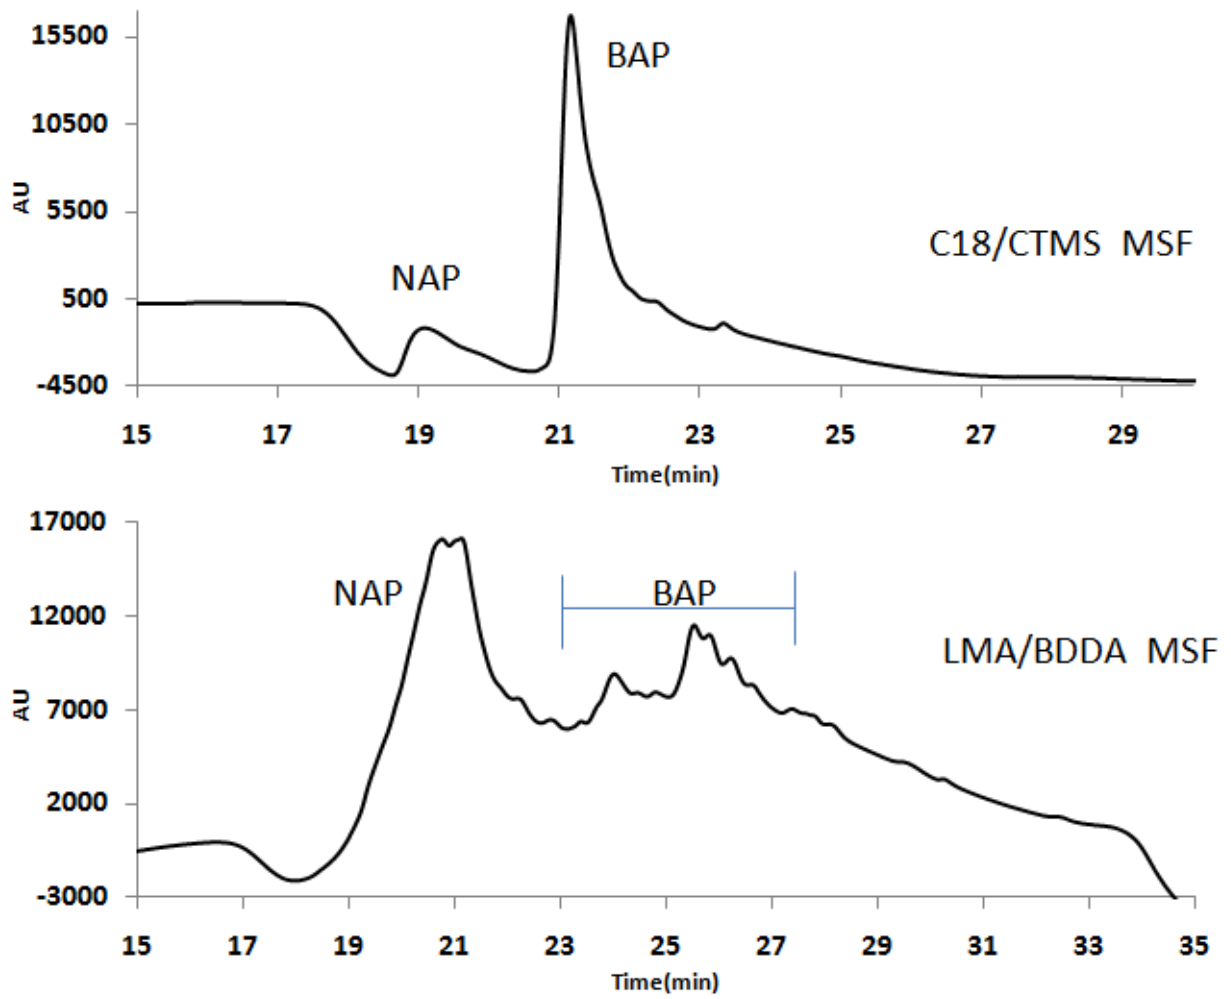 15500
10500
5500
500
-4500
AU
BAP
NAP
C18/CTMS MSF
15 17 19 21 23 25 27 29
Time(min)
17000
12000
7000
2000
-3000
AU
NAP
BAP
LMA/BDDA MSF
15 17 19 21 23 25 27 29 31 33 35
Time(min)